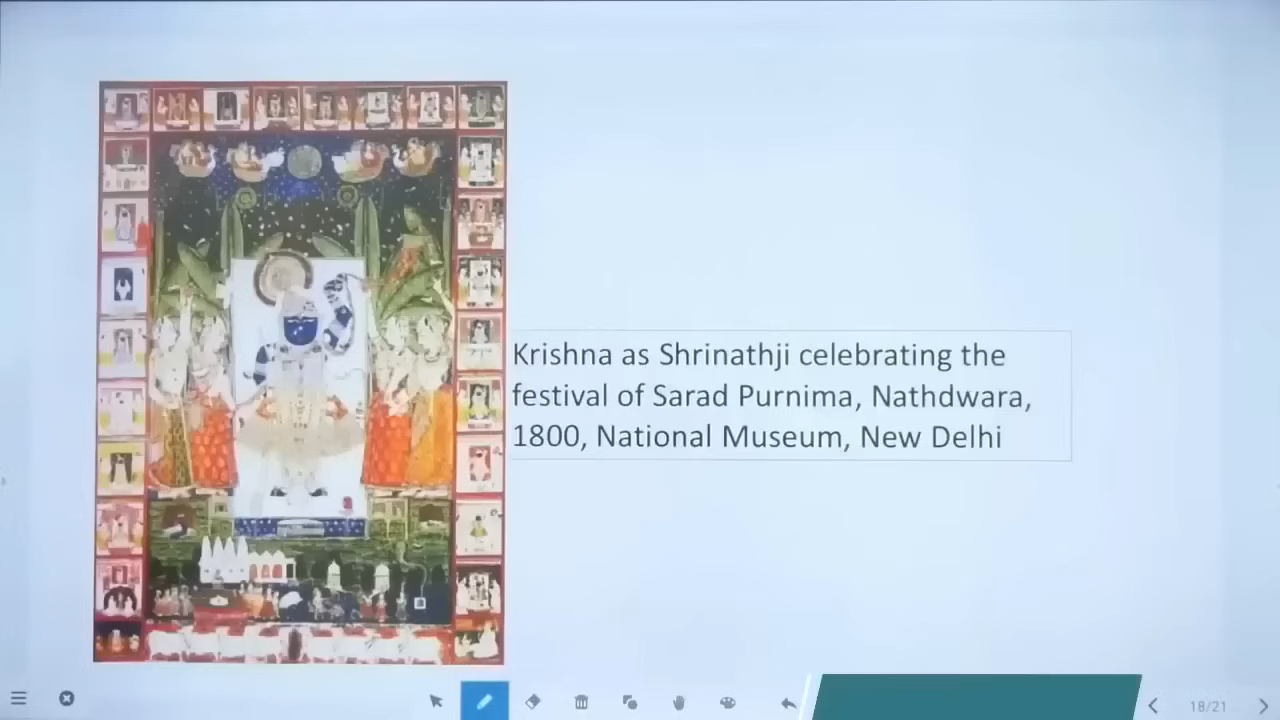 Krishna as Shrinathji celebrating the
festival of Sarad Purnima, Nathdwara,
1800, National Museum, New Delhi
18/21